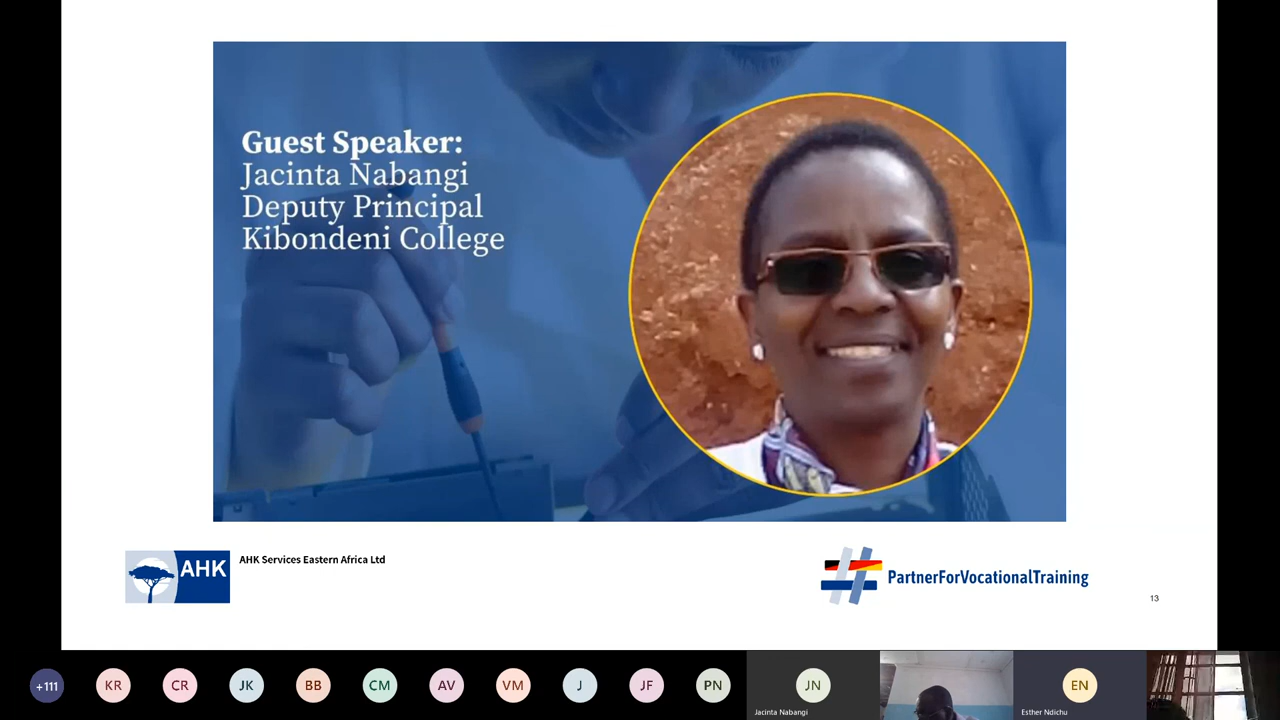 Guest Speaker:
Jacinta Nabangi
Deputy Principal
Kibondeni College
AHK
AHK Services Eastern Africa Ltd
#PartnerForVocationalTraining
13
+111
KR
CR
JK
BB
CM
AV
VM
J
JF
PN
JN
Jacinta Nabangi
EN
Esther Ndichu